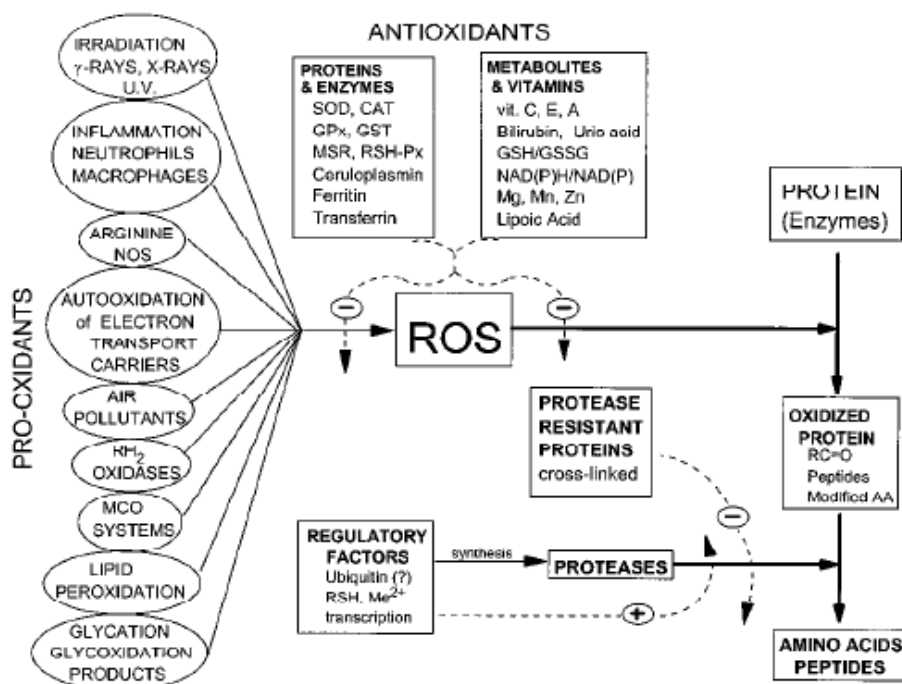 ANTIOXIDANTS
PRO-OXIDANTS
IRRADIATION
γ-RAYS, X-RAYS
U.V.
INFLAMMATION
NEUTROPHILS
MACROPHAGES
ARGININE
NOS
AUTOOXIDATION
of ELECTRON
TRANSPORT
CARRIERS
AIR
POLLUTANTS
RH2
OXIDASES
MCO
SYSTEMS
LIPID
PEROXIDATION
GLYCATION
GLYCOXIDATION
PRODUCTS
PROTEINS
& ENZYMES
SOD, CAT
GPx, GST
MSR, RSH-Px
Ceruloplasmin
Ferritin
Transferrin
METABOLITES
& VITAMINS
vit. C, E, A
Bilirubin, Uric acid
GSH/GSSG
NAD(P)H/NAD(P)
Mg, Mn, Zn
Lipoic Acid
−
−
ROS
PROTEIN
(Enzymes)
OXIDIZED
PROTEIN
RC=O
Peptides
Modified AA
PROTEASE
RESISTANT
PROTEINS
cross-linked
−
REGULATORY
FACTORS
Ubiquitin (?)
RSH, Me2+
transcription
synthesis
PROTEASES
+
AMINO ACIDS
PEPTIDES